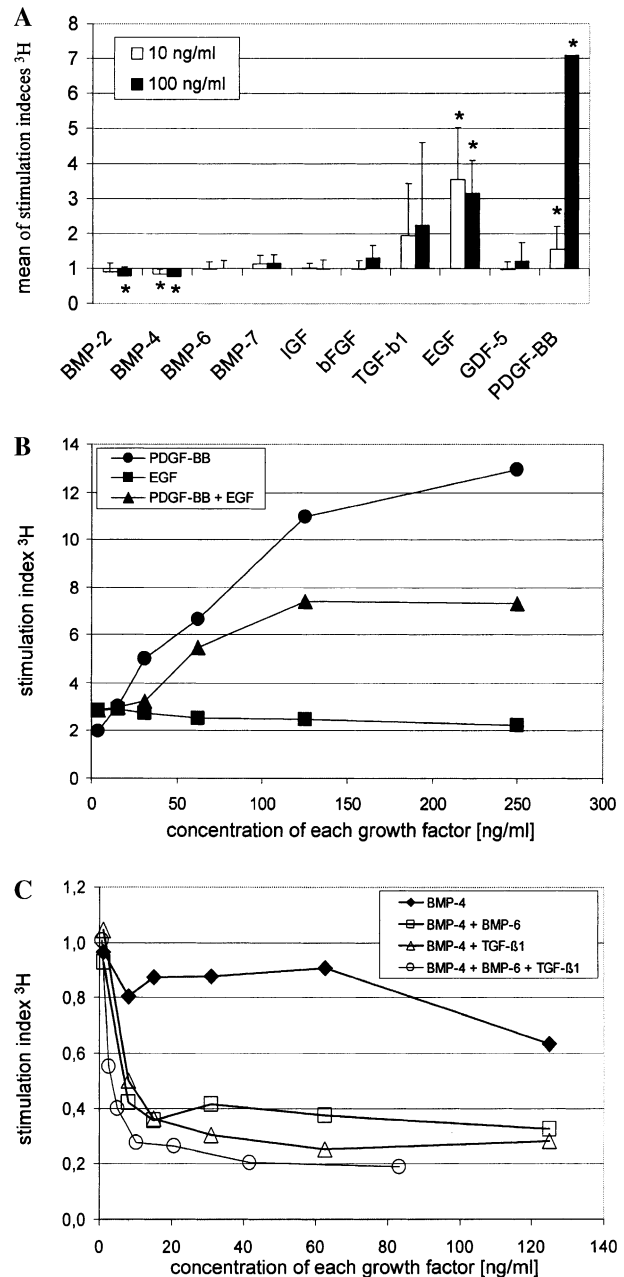 A
mean of stimulation indeces ³H
8
7
6
5
4
3
2
1
0
10 ng/ml
100 ng/ml
*
*
*
*
*
*
*
BMP-2
BMP-4
BMP-6
BMP-7
IGF
bFGF
TGF-b1
EGF
GDF-5
PDGF-BB
B
stimulation index ³H
14
12
10
8
6
4
2
0
PDGF-BB
EGF
PDGF-BB + EGF
0 50 100 150 200 250 300
concentration of each growth factor [ng/ml]
C
stimulation index ³H
1,2
1,0
0,8
0,6
0,4
0,2
0,0
BMP-4
BMP-4 + BMP-6
BMP-4 + TGF-ß1
BMP-4 + BMP-6 + TGF-ß1
0 20 40 60 80 100 120 140
concentration of each growth factor [ng/ml]